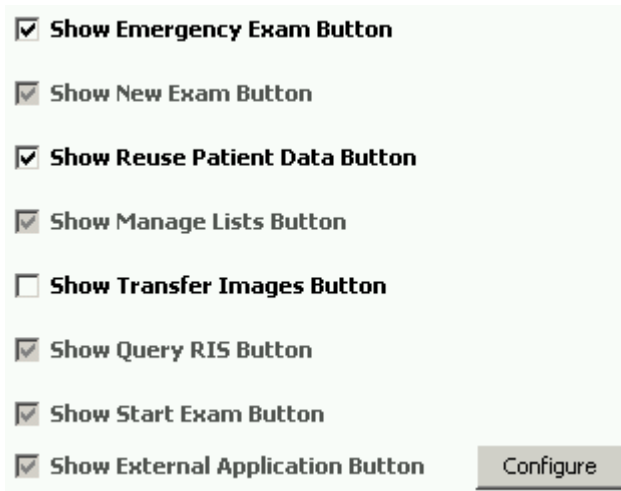 Show Emergency Exam Button
Show New Exam Button
Show Reuse Patient Data Button
Show Manage Lists Button
Show Transfer Images Button
Show Query RIS Button
Show Start Exam Button
Show External Application Button Configure